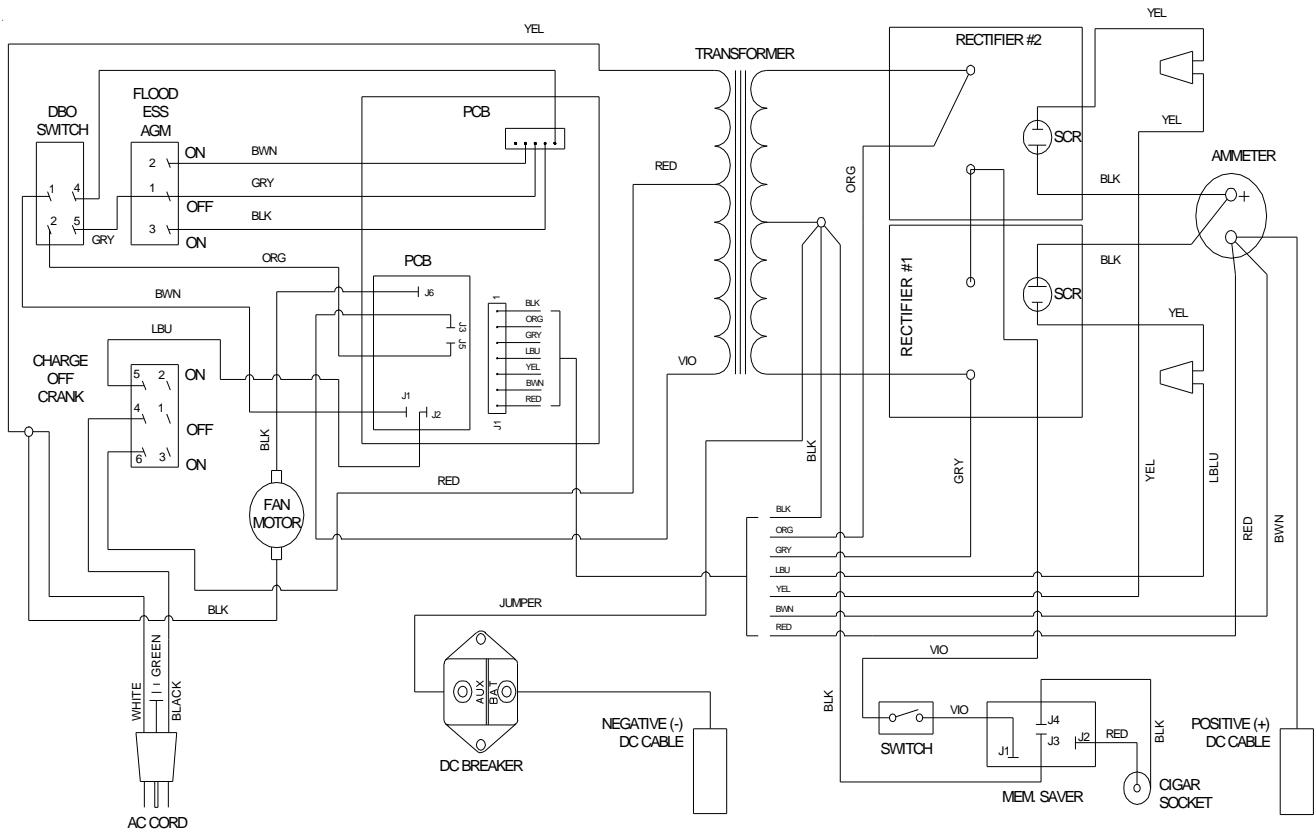 YEL
YEL
TRANSFORMER
RECTIFIER #2
FLOOD
ESS
AGM
DBO
SWITCH
PCB
2
ON
BWN
1
GRY
OFF
3
BLK
ON
1
4
2
5
GRY
RED
ORG
SCR
YEL
AMMETER
BLK
+
ORG
PCB
BWN
J6
J3
J5
J1
J2
1
BLK
ORG
GRY
LBU
YEL
BWN
RED
J1
VIO
RECTIFIER #1
SCR
BLK
YEL
LBU
CHARGE
OFF
CRANK
5
2
ON
4
1
OFF
6
3
ON
BLK
FAN
MOTOR
RED
BLK
GRY
YEL
LBLU
RED
BWN
BLK
ORG
GRY
LBU
YEL
BWN
RED
BLK
JUMPER
VIO
WHITE
GREEN
BLACK
AC CORD
AUX
BAT
DC BREAKER
NEGATIVE (-)
DC CABLE
BLK
SWITCH
VIO
J1
J4
J3
J2
RED
BLK
MEM. SAVER
CIGAR
SOCKET
POSITIVE (+)
DC CABLE